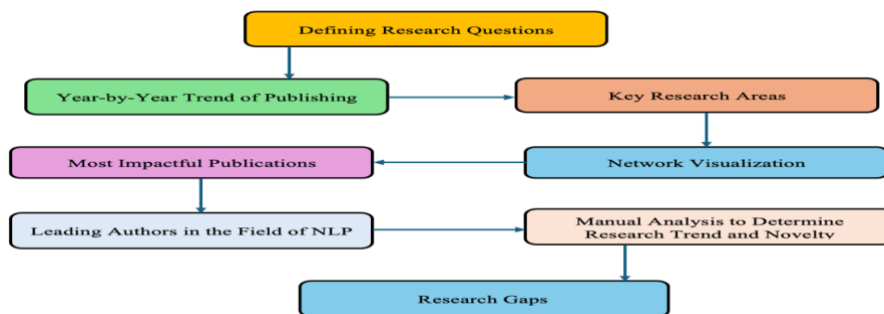 Defining Research Questions
Year-by-Year Trend of Publishing
Key Research Areas
Network Visualization
Most Impactful Publications
Leading Authors in the Field of NLP
Manual Analysis to Determine
Research Trend and Novelty
Research Gaps